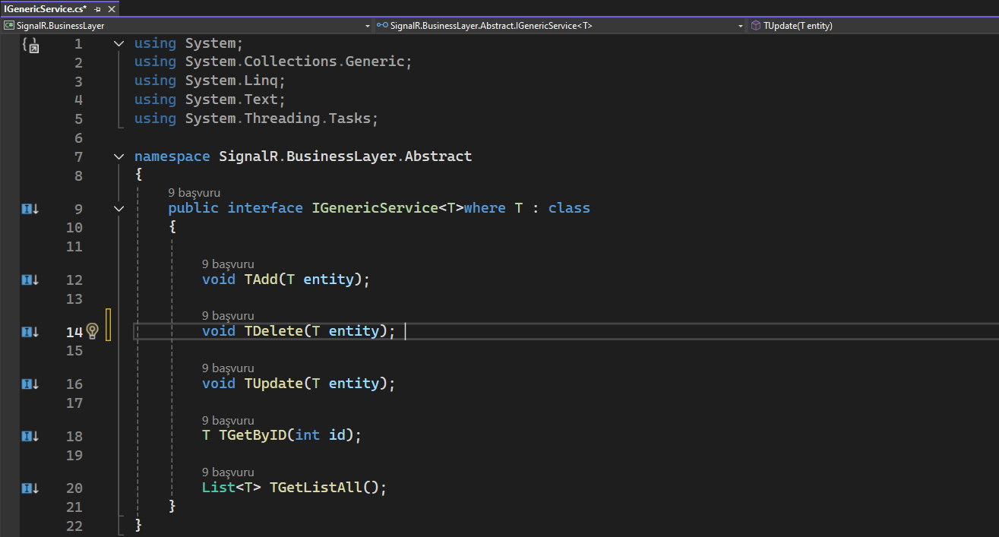 IGenericService.cs*
SignalR.BusinessLayer SignalR.BusinessLayer.Abstract.IGenericService<T> TUpdate(T entity)
1 using System;
2 using System.Collections.Generic;
3 using System.Linq;
4 using System.Text;
5 using System.Threading.Tasks;
6
7 namespace SignalR.BusinessLayer.Abstract
8 {
9 başvuru
9 public interface IGenericService<T>where T : class
10 {
11
9 başvuru
12 void TAdd(T entity);
13
9 başvuru
14 void TDelete(T entity);
15
9 başvuru
16 void TUpdate(T entity);
17
9 başvuru
18 T TGetByID(int id);
19
9 başvuru
20 List<T> TGetListAll();
21 }
22 }